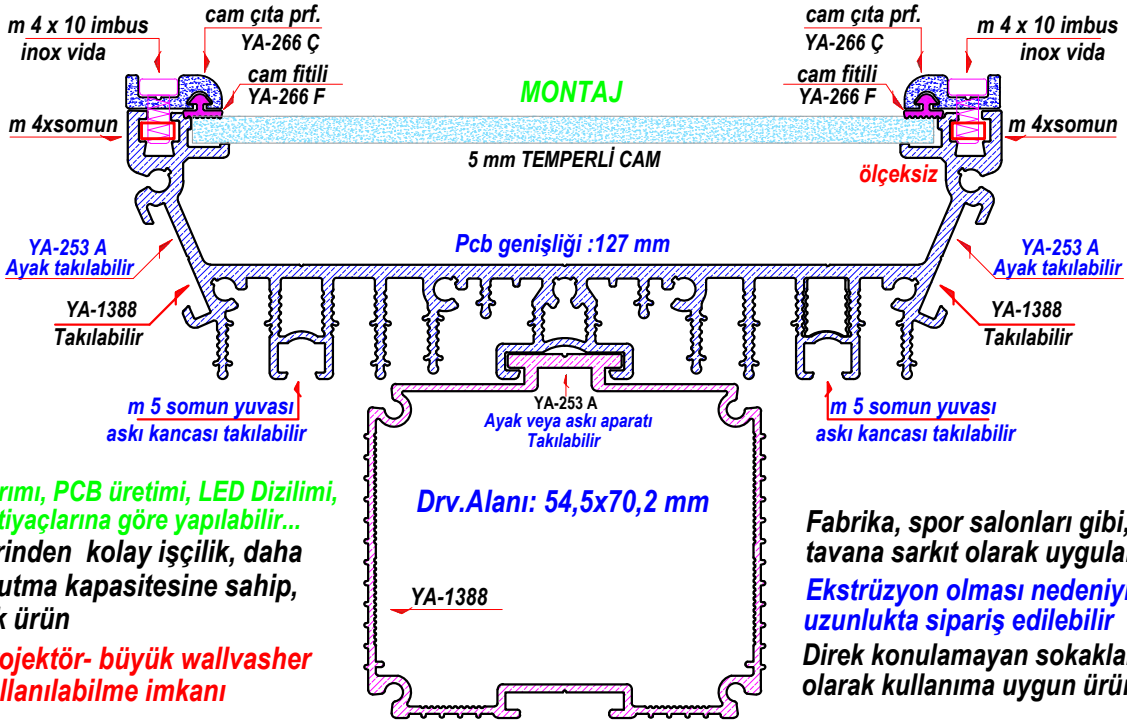 m 4 x 10 imbus
inox vida
cam çıta prf.
YA-266 Ç
cam fitili
YA-266 F
MONTAJ
cam çıta prf.
YA-266 Ç
cam fitili
YA-266 F
m 4 x 10 imbus
inox vida
m 4xsomun
m 4xsomun
5 mm TEMPERLİ CAM
ölçeksiz
YA-253 A
Ayak takılabilir
Pcb genişliği :127 mm
YA-253 A
Ayak takılabilir
YA-1388
Takılabilir
YA-1388
Takılabilir
m 5 somun yuvası
askı kancası takılabilir
YA-253 A
Ayak veya askı aparatı
Takılabilir
m 5 somun yuvası
askı kancası takılabilir
Drv.Alanı: 54,5x70,2 mm
YA-1388
rımı, PCB üretimi, LED Dizilimi,
tiyaçlarına göre yapılabilir...
rinden kolay işçilik, daha
utma kapasitesine sahip,
k ürün
ojektör- büyük wallvasher
llanılabilme imkanı
Fabrika, spor salonları gibi,
tavana sarkıt olarak uygula
Ekstrüzyon olması nedeniy
uzunlukta sipariş edilebilir
Direk konulamayan sokakla
olarak kullanıma uygun ürün